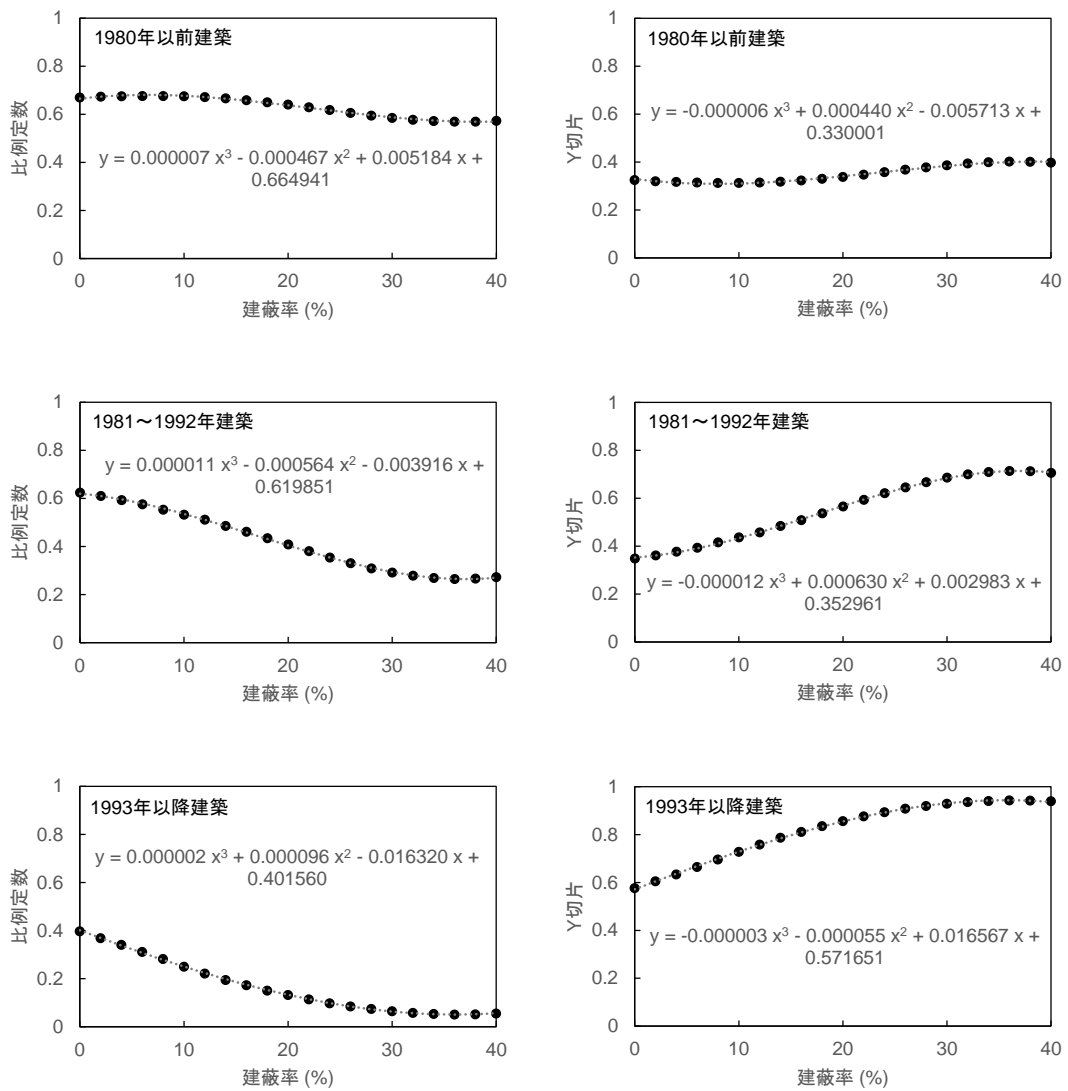 1980年以前建築
比例定数
1
0.8
0.6
0.4
0.2
0
y = 0.000007 x³ - 0.000467 x² + 0.005184 x +
0.664941
0 10 20 30 40
建蔽率 (%)
1980年以前建築
Y切片
1
0.8
0.6
0.4
0.2
0
y = -0.000006 x³ + 0.000440 x² - 0.005713 x +
0.330001
0 10 20 30 40
建蔽率 (%)
1981～1992年建築
比例定数
1
0.8
0.6
0.4
0.2
0
y = 0.000011 x³ - 0.000564 x² - 0.003916 x +
0.619851
0 10 20 30 40
建蔽率 (%)
1981～1992年建築
Y切片
1
0.8
0.6
0.4
0.2
0
y = -0.000012 x³ + 0.000630 x² + 0.002983 x +
0.352961
0 10 20 30 40
建蔽率 (%)
1993年以降建築
比例定数
1
0.8
0.6
0.4
0.2
0
y = 0.000002 x³ + 0.000096 x² - 0.016320 x +
0.401560
0 10 20 30 40
建蔽率 (%)
1993年以降建築
Y切片
1
0.8
0.6
0.4
0.2
0
y = -0.000003 x³ - 0.000055 x² + 0.016567 x +
0.571651
0 10 20 30 40
建蔽率 (%)